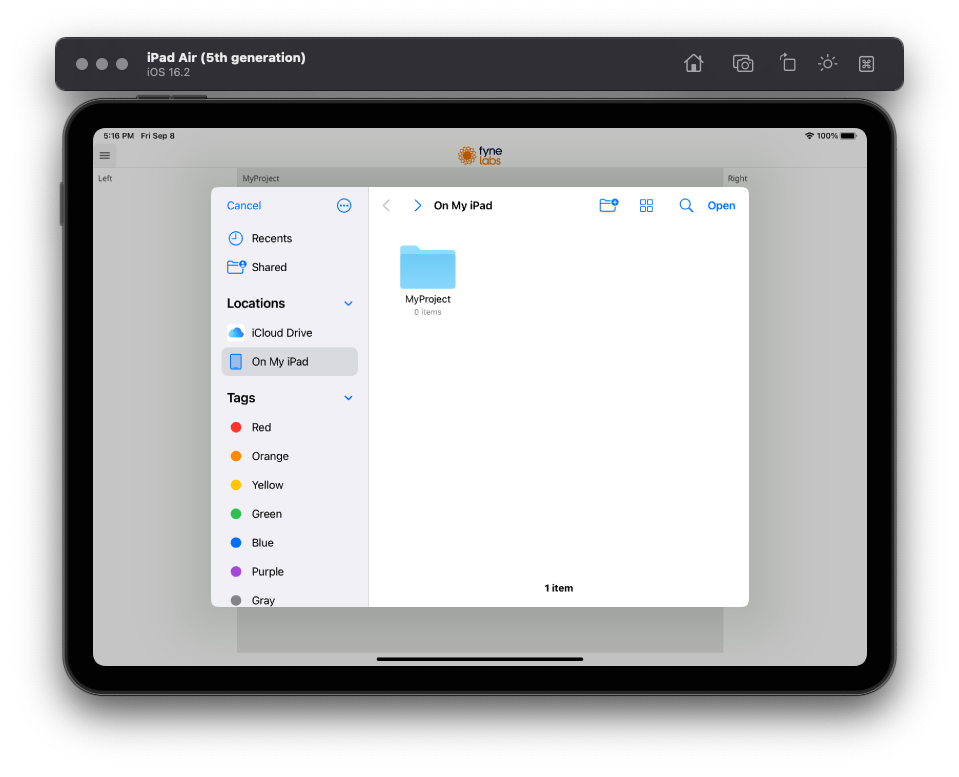 iPad Air (5th generation)
iOS 16.2
5:16 PM Fri Sep 8
100%
fyne
labs
Left
MyProject
Right
Cancel
On My iPad
Open
Recents
Shared
Locations
iCloud Drive
On My iPad
Tags
Red
Orange
Yellow
Green
Blue
Purple
Gray
MyProject
0 items
1 item